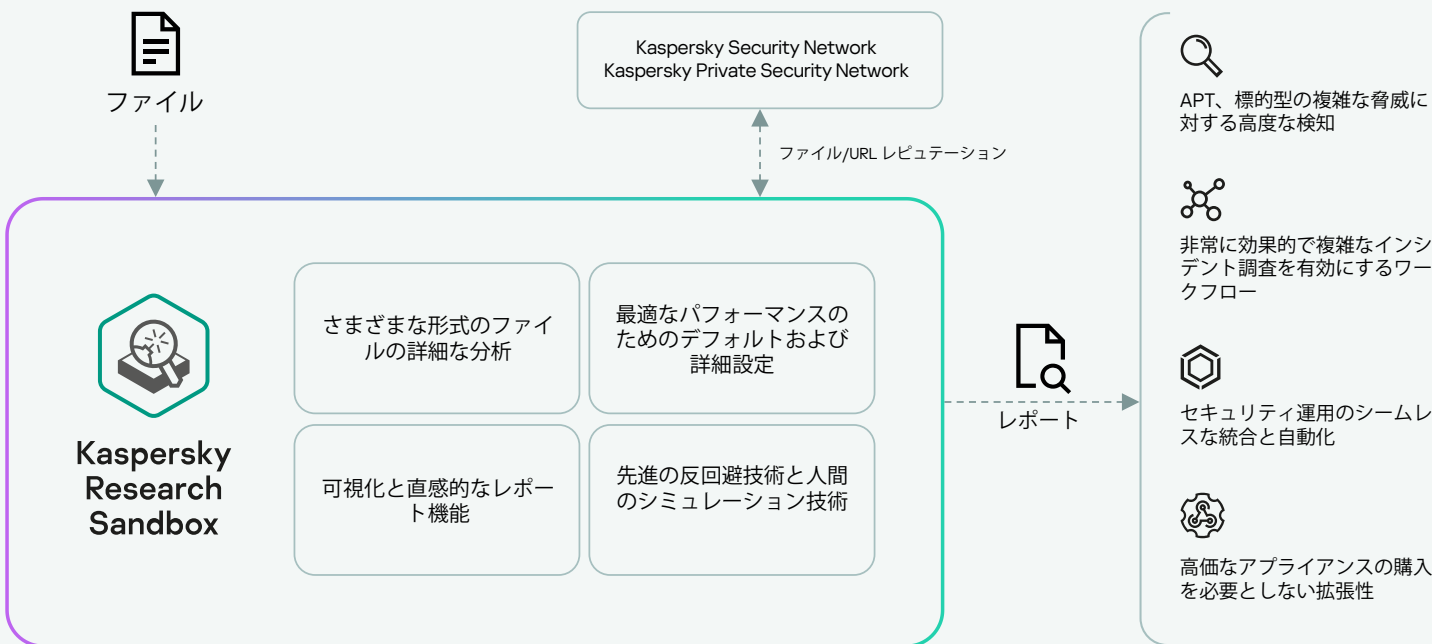 ファイル
Kaspersky Security Network
Kaspersky Private Security Network
ファイル/URL レピュテーション
Kaspersky
Research
Sandbox
さまざまな形式のファイ
ルの詳細な分析
最適なパフォーマンスの
ためのデフォルトおよび
詳細設定
可視化と直感的なレポー
ト機能
先進の反回避技術と人間
のシミュレーション技術
レポート
APT、標的型の複雑な脅威に
対する高度な検知
非常に効果的で複雑なインシ
デント調査を有効にするワー
クフロー
セキュリティ運用のシームレ
スな統合と自動化
高価なアプライアンスの購入
を必要としない拡張性